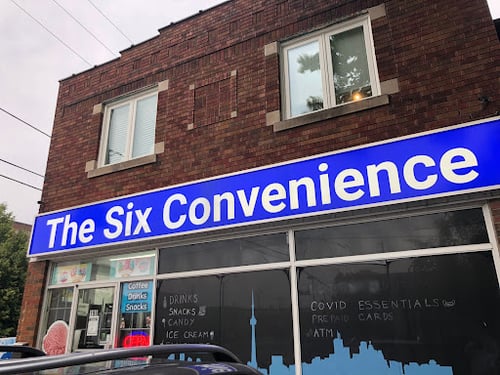 The Six Convenience
Coffee
Drinks
Snacks
DRINKS
SNACKS
CANDY
ICE CREAM
COVID ESSENTIALS
PREPAID CARDS
ATM